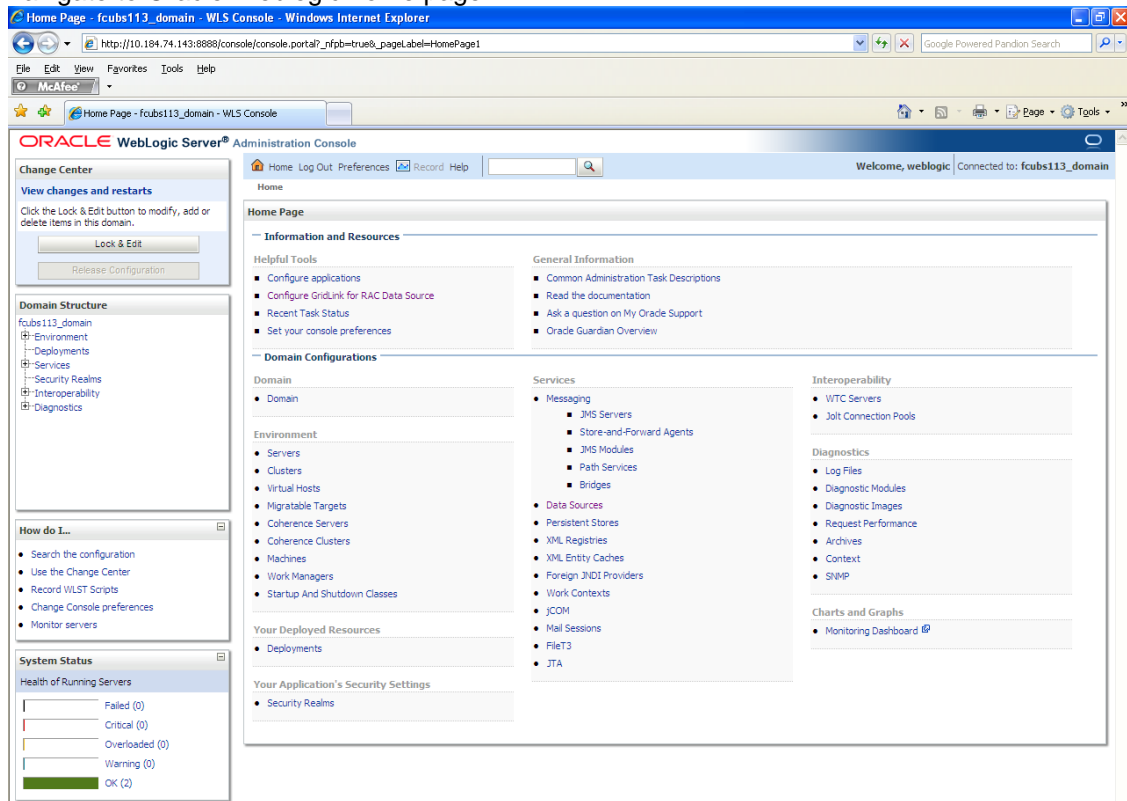 Navigate to Oracle Weblogic home page
Home Page - fcubs113_domain - WLS Console - Windows Internet Explorer
http://10.184.74.143:8888/console/console.portal?_nfpb=true&_pageLabel=HomePage1
Google Powered Pandion Search
File Edit View Favorites Tools Help
McAfee
Home Page - fcubs113_domain - WLS Console
Page Tools
ORACLE WebLogic Server® Administration Console
Change Center
View changes and restarts
Click the Lock & Edit button to modify, add or
delete items in this domain.
Lock & Edit
Release Configuration
Domain Structure
fcubs113_domain
Environment
Deployments
Services
Security Realms
Interoperability
Diagnostics
How do I...
Search the configuration
Use the Change Center
Record WLST Scripts
Change Console preferences
Monitor servers
System Status
Health of Running Servers
Failed (0)
Critical (0)
Overloaded (0)
Warning (0)
OK (2)
Home Log Out Preferences Record Help
Welcome, weblogic Connected to: fcubs113_domain
Home
Home Page
Information and Resources
Helpful Tools
Configure applications
Configure GridLink for RAC Data Source
Recent Task Status
Set your console preferences
General Information
Common Administration Task Descriptions
Read the documentation
Ask a question on My Oracle Support
Oracle Guardian Overview
Domain Configurations
Domain
Domain
Environment
Servers
Clusters
Virtual Hosts
Migratable Targets
Coherence Servers
Coherence Clusters
Machines
Work Managers
Startup And Shutdown Classes
Your Deployed Resources
Deployments
Your Application's Security Settings
Security Realms
Services
Messaging
JMS Servers
Store-and-Forward Agents
JMS Modules
Path Services
Bridges
Data Sources
Persistent Stores
XML Registries
XML Entity Caches
Foreign JNDI Providers
Work Contexts
jCOM
Mail Sessions
FileT3
JTA
Interoperability
WTC Servers
Jolt Connection Pools
Diagnostics
Log Files
Diagnostic Modules
Diagnostic Images
Request Performance
Archives
Context
SNMP
Charts and Graphs
Monitoring Dashboard